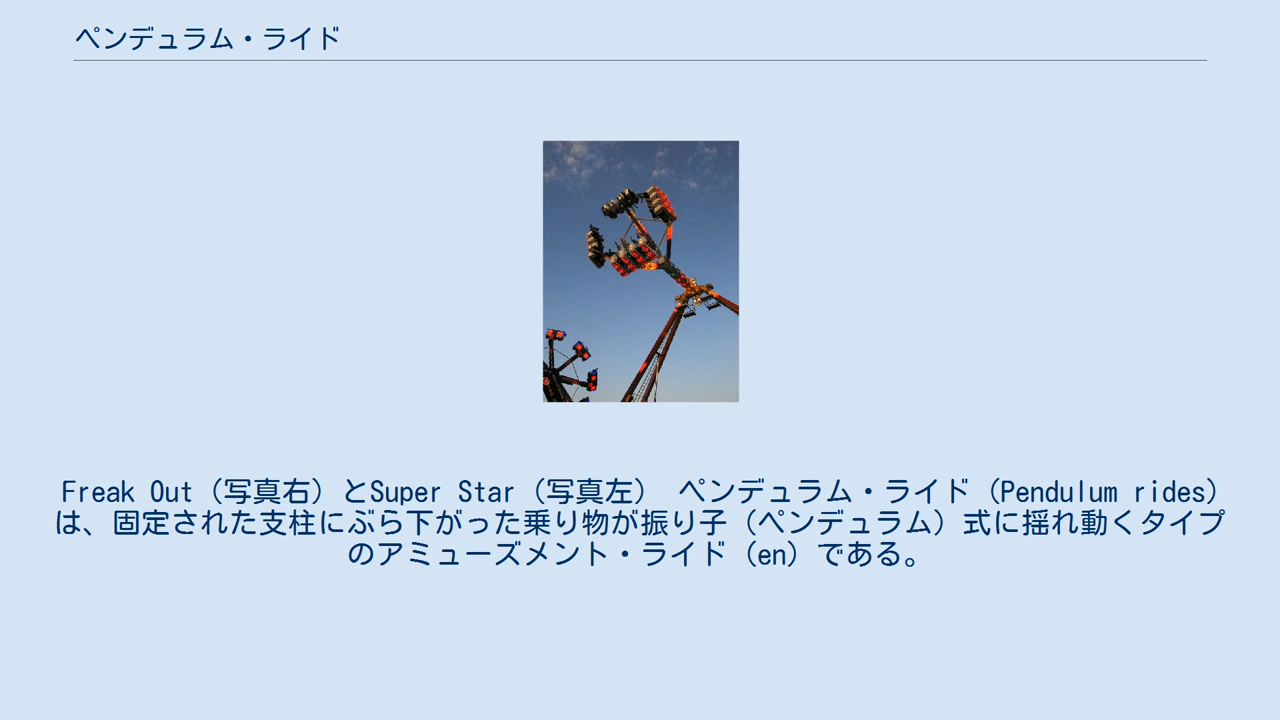 ペンデュラム・ライド
Freak Out（写真右）とSuper Star（写真左） ペンデュラム・ライド（Pendulum rides）
は、固定された支柱にぶら下がった乗り物が振り子（ペンデュラム）式に揺れ動くタイプ
のアミューズメント・ライド（en）である。